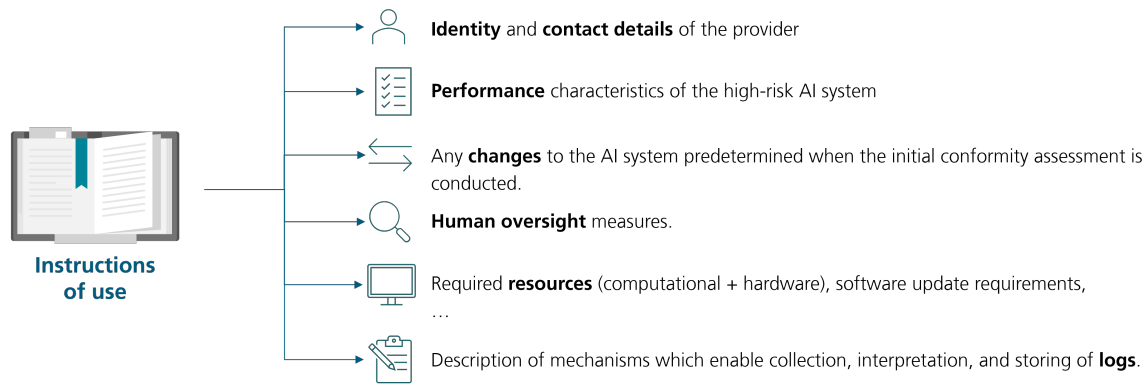 Identity and contact details of the provider
Performance characteristics of the high-risk AI system
Any changes to the AI system predetermined when the initial conformity assessment is
conducted.
Human oversight measures.
Instructions
of use
Required resources (computational + hardware), software update requirements,
…
Description of mechanisms which enable collection, interpretation, and storing of logs.